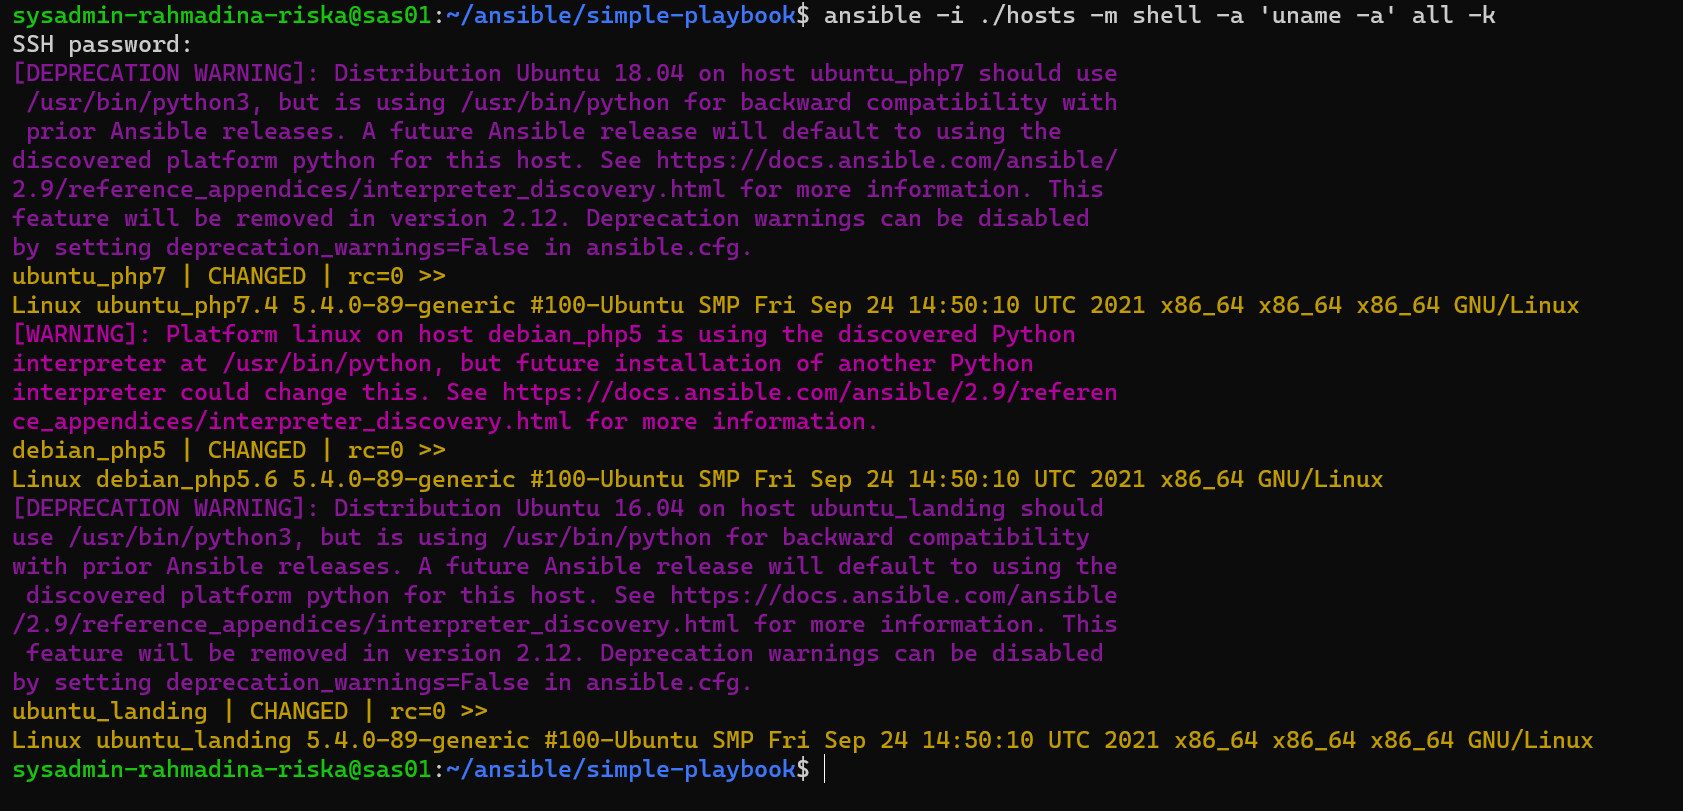 sysadmin-rahmadina-riska@sas01:~/ansible/simple-playbook$ ansible -i ./hosts -m shell -a 'uname -a' all -k
SSH password:
[DEPRECATION WARNING]: Distribution Ubuntu 18.04 on host ubuntu_php7 should use
 /usr/bin/python3, but is using /usr/bin/python for backward compatibility with
 prior Ansible releases. A future Ansible release will default to using the
discovered platform python for this host. See https://docs.ansible.com/ansible/
2.9/reference_appendices/interpreter_discovery.html for more information. This
feature will be removed in version 2.12. Deprecation warnings can be disabled
by setting deprecation_warnings=False in ansible.cfg.
ubuntu_php7 | CHANGED | rc=0 >>
Linux ubuntu_php7.4 5.4.0-89-generic #100-Ubuntu SMP Fri Sep 24 14:50:10 UTC 2021 x86_64 x86_64 x86_64 GNU/Linux
[WARNING]: Platform linux on host debian_php5 is using the discovered Python
interpreter at /usr/bin/python, but future installation of another Python
interpreter could change this. See https://docs.ansible.com/ansible/2.9/referen
ce_appendices/interpreter_discovery.html for more information.
debian_php5 | CHANGED | rc=0 >>
Linux debian_php5.6 5.4.0-89-generic #100-Ubuntu SMP Fri Sep 24 14:50:10 UTC 2021 x86_64 GNU/Linux
[DEPRECATION WARNING]: Distribution Ubuntu 16.04 on host ubuntu_landing should
use /usr/bin/python3, but is using /usr/bin/python for backward compatibility
with prior Ansible releases. A future Ansible release will default to using the
 discovered platform python for this host. See https://docs.ansible.com/ansible
/2.9/reference_appendices/interpreter_discovery.html for more information. This
 feature will be removed in version 2.12. Deprecation warnings can be disabled
by setting deprecation_warnings=False in ansible.cfg.
ubuntu_landing | CHANGED | rc=0 >>
Linux ubuntu_landing 5.4.0-89-generic #100-Ubuntu SMP Fri Sep 24 14:50:10 UTC 2021 x86_64 x86_64 x86_64 GNU/Linux
sysadmin-rahmadina-riska@sas01:~/ansible/simple-playbook$